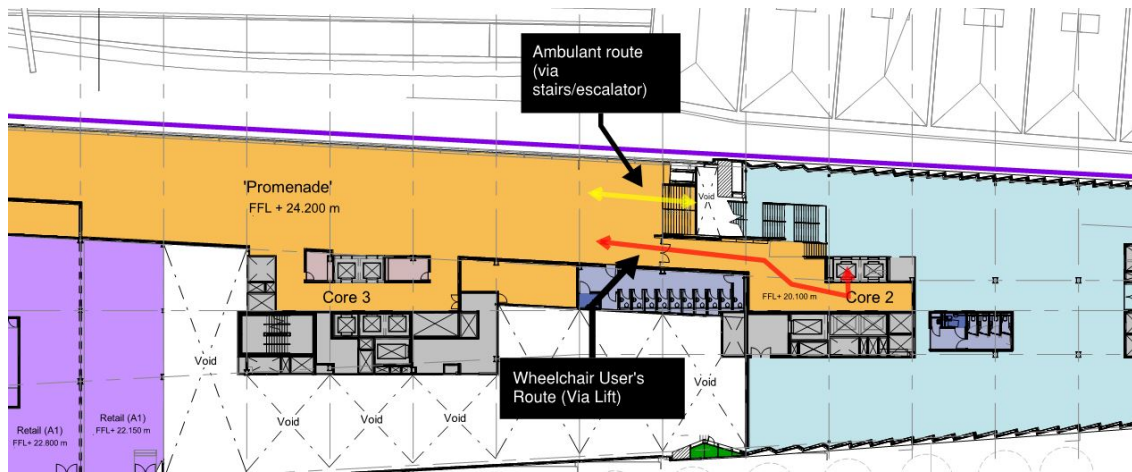 Ambulant route
(via
stairs/escalator)
'Promenade'
FFL + 24.200 m
Void
Core 3
FFL+ 20.100 m
Core 2
Void
Wheelchair User's
Route (Via Lift)
Void
Void
Void
Void
Retail (A1)
FFL+ 22.150 m
Retail (A1)
FFL+ 22.800 m